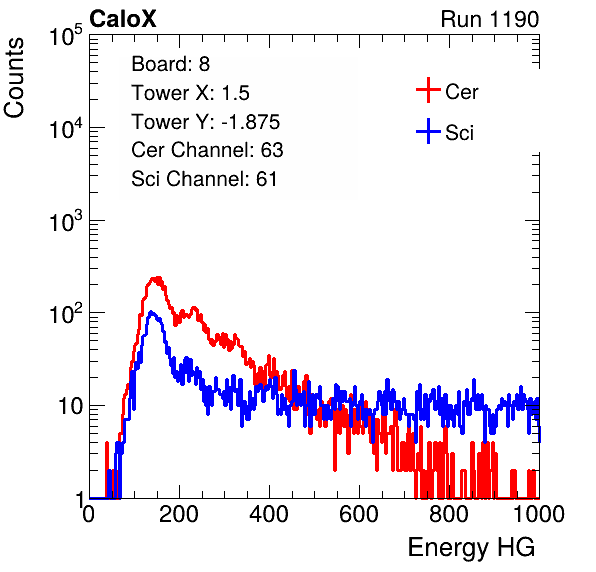 CaloX Run 1190
Counts
Board: 8
Tower X: 1.5
Tower Y: -1.875
Cer Channel: 63
Sci Channel: 61
Cer
Sci
10^5
10^4
10^3
10^2
10
1
0 200 400 600 800 1000
Energy HG